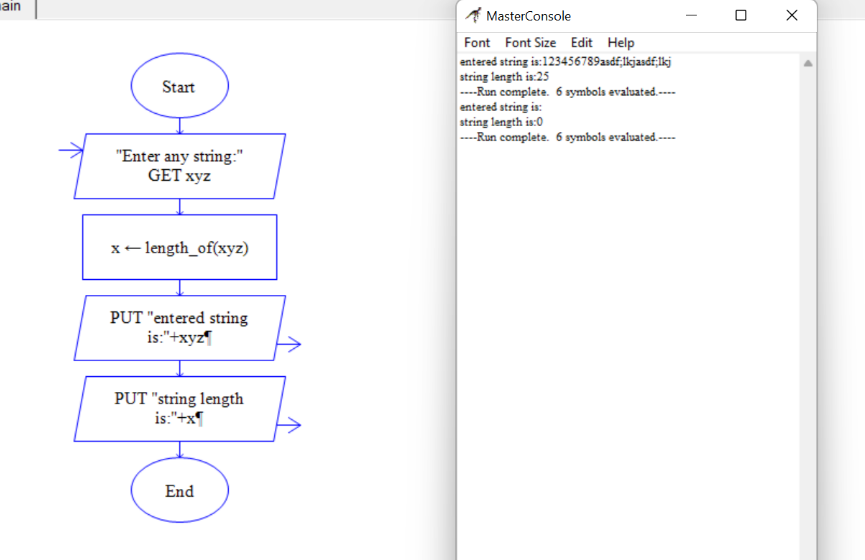 ain
Start
"Enter any string:"
GET xyz
x ← length_of(xyz)
PUT "entered string
is:"+xyz¶
PUT "string length
is:"+x¶
End
MasterConsole
Font Font Size Edit Help
entered string is:123456789asdf;lkjasdf;lkj
string length is:25
----Run complete.  6 symbols evaluated.----
entered string is:
string length is:0
----Run complete.  6 symbols evaluated.----